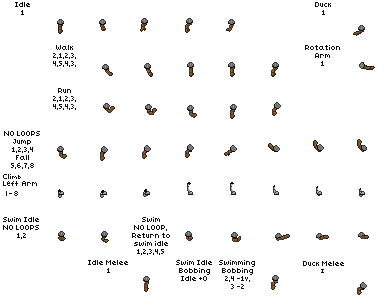 Idle
1
Duck
1
Walk
2,1,2,3,
4,5,4,3,
Rotation
Arm
1
Run
2,1,2,3,
4,5,4,3,
NO LOOPS
Jump
1,2,3,4
Fall
5,6,7,8
Climb
Left Arm
1-8
Swim Idle
NO LOOPS
1,2
Swim
NO LOOP,
Return to
swim idle
1,2,3,4,5
Idle Melee
1
Swim Idle
Bobbing
Idle +0
Swimming
Bobbing
2,4 -1v,
3 -2
Duck Melee
1